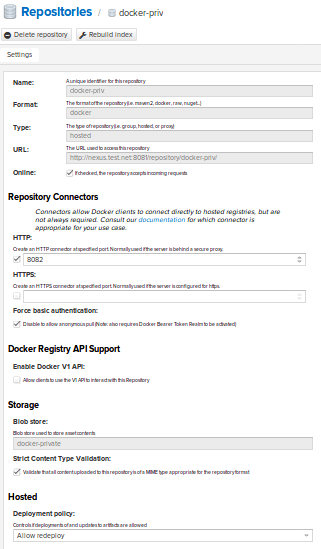 Repositories / docker-priv
Delete repository Rebuild index
Settings
Name: A unique identifier for this repository
docker-priv
Format: The format of the repository (i.e. maven2, docker, raw, nuget...)
docker
Type: The type of repository (i.e. group, hosted, or proxy)
hosted
URL: The URL used to access this repository
http://nexus.test.net:8081/repository/docker-priv/
Online: If checked, the repository accepts incoming requests
Repository Connectors
Connectors allow Docker clients to connect directly to hosted registries, but are
not always required. Consult our documentation for which connector is
appropriate for your use case.
HTTP:
Create an HTTP connector at specified port. Normally used if the server is behind a secure proxy.
8082
HTTPS:
Create an HTTPS connector at specified port. Normally used if the server is configured for https.
Force basic authentication:
Disable to allow anonymous pull (Note: also requires Docker Bearer Token Realm to be activated)
Docker Registry API Support
Enable Docker V1 API:
Allow clients to use the V1 API to interact with this Repository
Storage
Blob store:
Blob store used to store asset contents
docker-private
Strict Content Type Validation:
Validate that all content uploaded to this repository is of a MIME type appropriate for the repository format
Hosted
Deployment policy:
Controls if deployments of and updates to artifacts are allowed
Allow redeploy